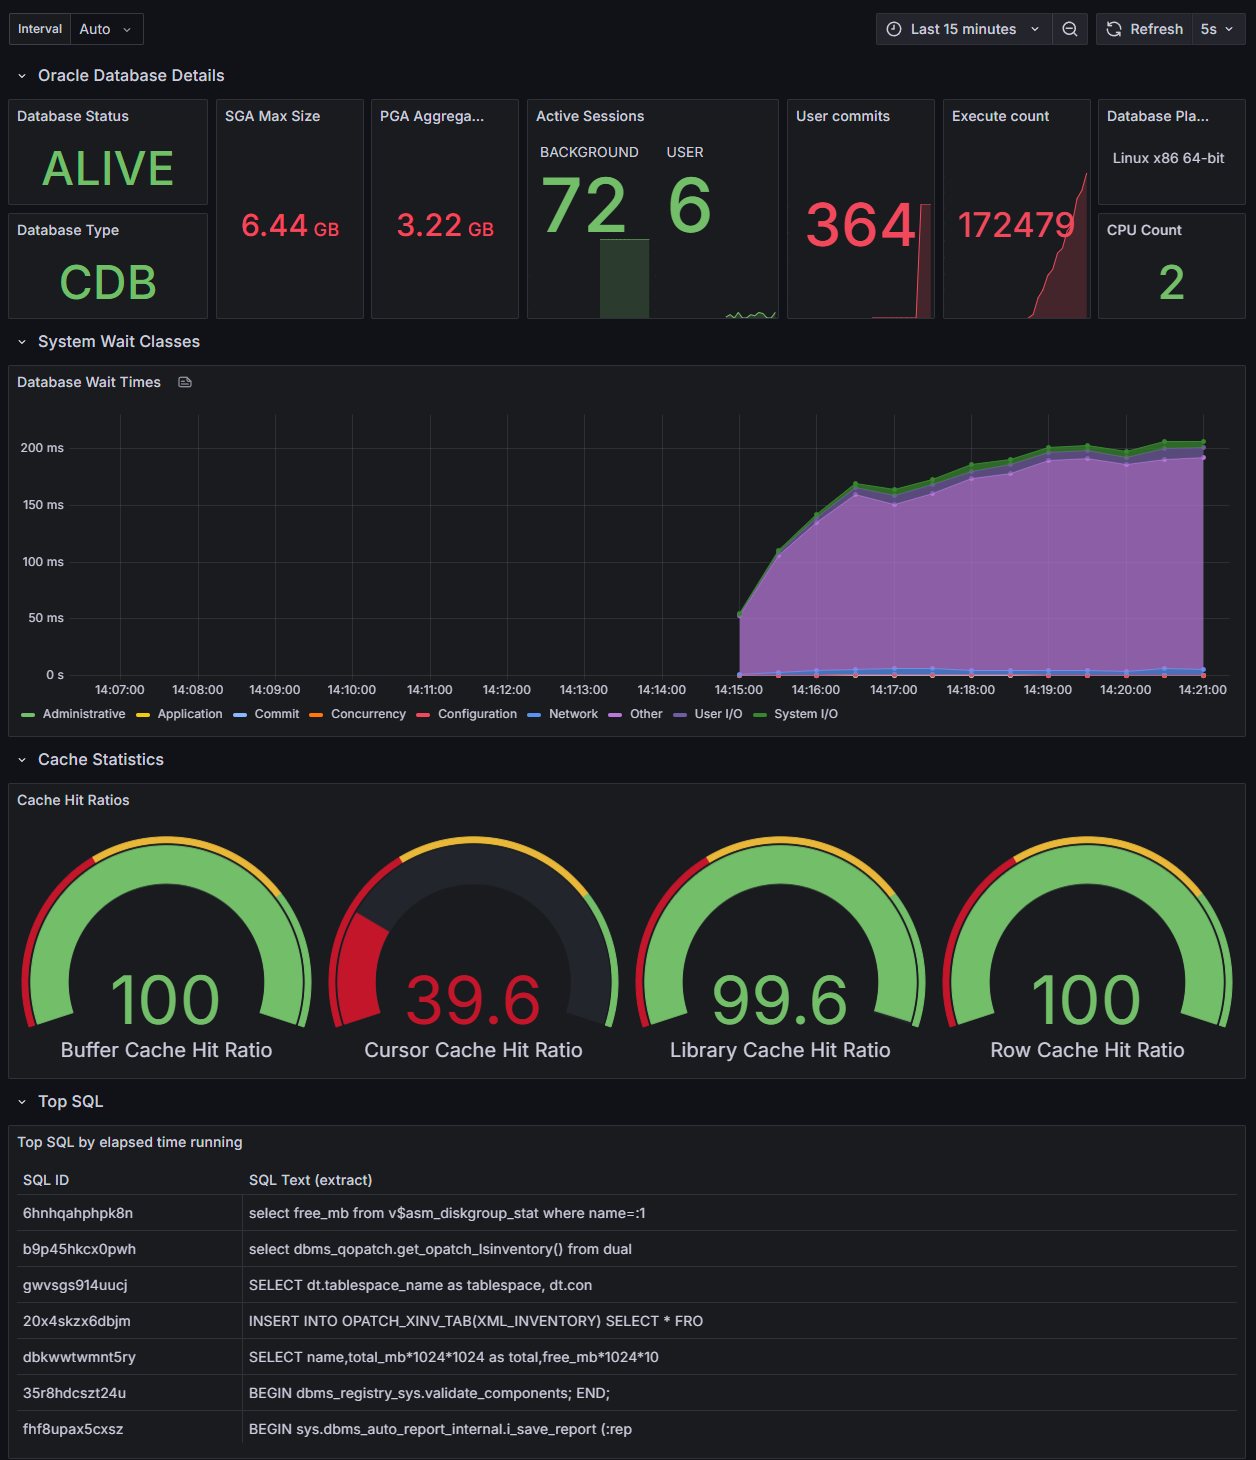 Interval Auto Last 15 minutes Refresh 5s
Oracle Database Details
Database Status
ALIVE
Database Type
CDB
SGA Max Size
6.44 GB
PGA Aggrega...
3.22 GB
Active Sessions
BACKGROUND USER
72 6
User commits
364
Execute count
172479
Database Pla...
Linux x86 64-bit
CPU Count
2
System Wait Classes
Database Wait Times
200 ms
150 ms
100 ms
50 ms
0 s
14:07:00 14:08:00 14:09:00 14:10:00 14:11:00 14:12:00 14:13:00 14:14:00 14:15:00 14:16:00 14:17:00 14:18:00 14:19:00 14:20:00 14:21:00
Administrative Application Commit Concurrency Configuration Network Other User I/O System I/O
Cache Statistics
Cache Hit Ratios
100 39.6 99.6 100
Buffer Cache Hit Ratio Cursor Cache Hit Ratio Library Cache Hit Ratio Row Cache Hit Ratio
Top SQL
Top SQL by elapsed time running
SQL ID SQL Text (extract)
6hnhqahphpk8n select free_mb from v$asm_diskgroup_stat where name=:1
b9p45hkcx0pwh select dbms_qopatch.get_opatch_lsinventory() from dual
gwvsgs914uucj SELECT dt.tablespace_name as tablespace, dt.con
20x4skzx6dbjm INSERT INTO OPATCH_XINV_TAB(XML_INVENTORY) SELECT * FRO
dbkwwtwmnt5ry SELECT name,total_mb*1024*1024 as total,free_mb*1024*10
35r8hdcszt24u BEGIN dbms_registry_sys.validate_components; END;
fhf8upax5cxsz BEGIN sys.dbms_auto_report_internal.i_save_report (:rep